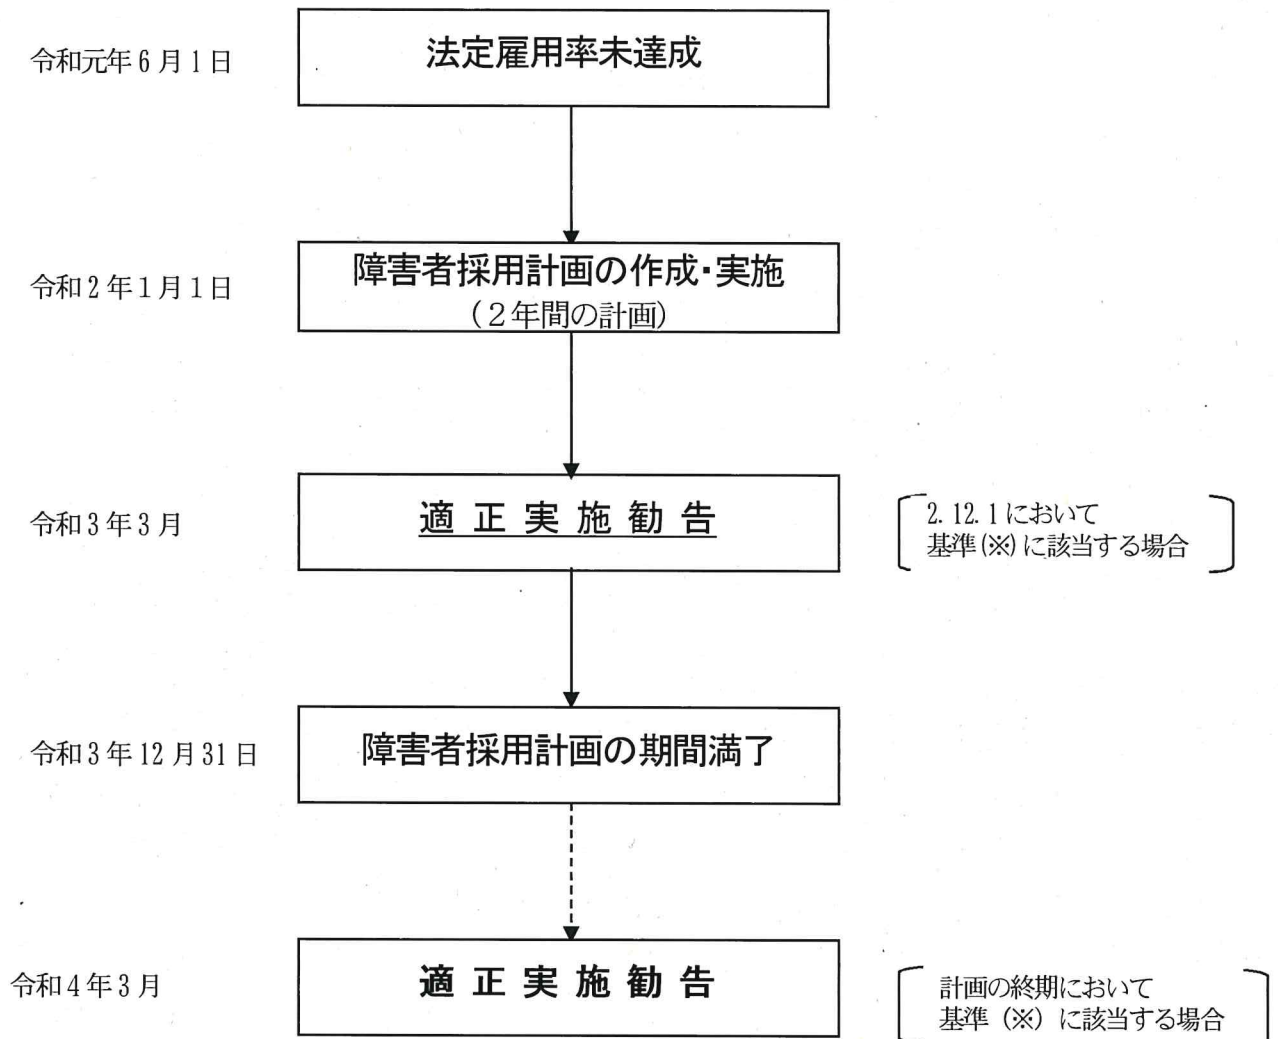 令和元年6月1日
法定雇用率未達成
令和2年1月1日
障害者採用計画の作成・実施
(2年間の計画)
令和3年3月
適正実施勧告
2.12.1において
基準(※)に該当する場合
令和3年12月31日
障害者採用計画の期間満了
令和4年3月
適正実施勧告
計画の終期において
基準(※)に該当する場合